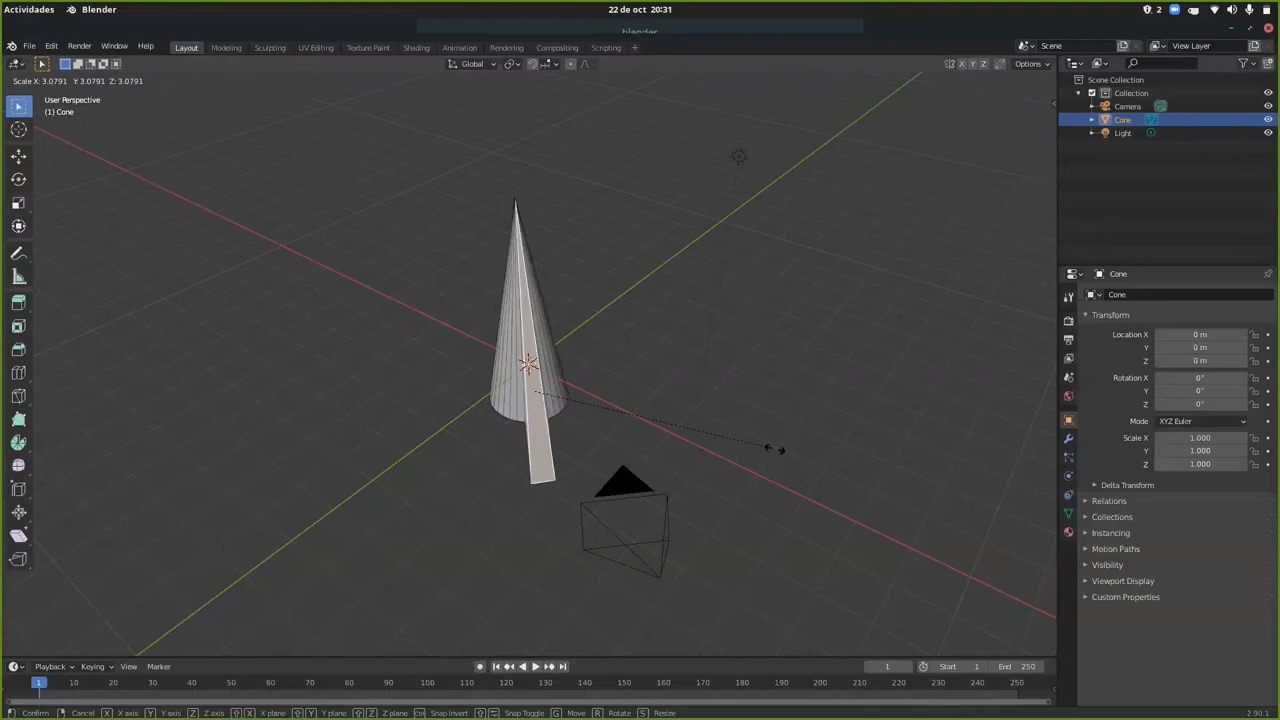 Actividades Blender 22 de oct 20:31 2
blender
File Edit Render Window Help Layout Modeling Sculpting UV Editing Texture Paint Shading Animation Rendering Compositing Scripting + Scene View Layer
Global X Y Z Options
Scale X: 3.0791 Y: 3.0791 Z: 3.0791
User Perspective
(1) Cone
Scene Collection
Collection
Camera
Cone
Light
Cone
Cone
Transform
Location X 0 m
Y 0 m
Z 0 m
Rotation X 0°
Y 0°
Z 0°
Mode XYZ Euler
Scale X 1.000
Y 1.000
Z 1.000
Delta Transform
Relations
Collections
Instancing
Motion Paths
Visibility
Viewport Display
Custom Properties
Playback Keying View Marker 1 Start 1 End 250
1 10 20 30 40 50 60 70 80 90 100 110 120 130 140 150 160 170 180 190 200 210 220 230 240 250
Confirm Cancel X X axis Y Y axis Z Z axis X X plane Y Y plane Z Z plane Snap Invert Snap Toggle G Move R Rotate S Resize 2.90.1